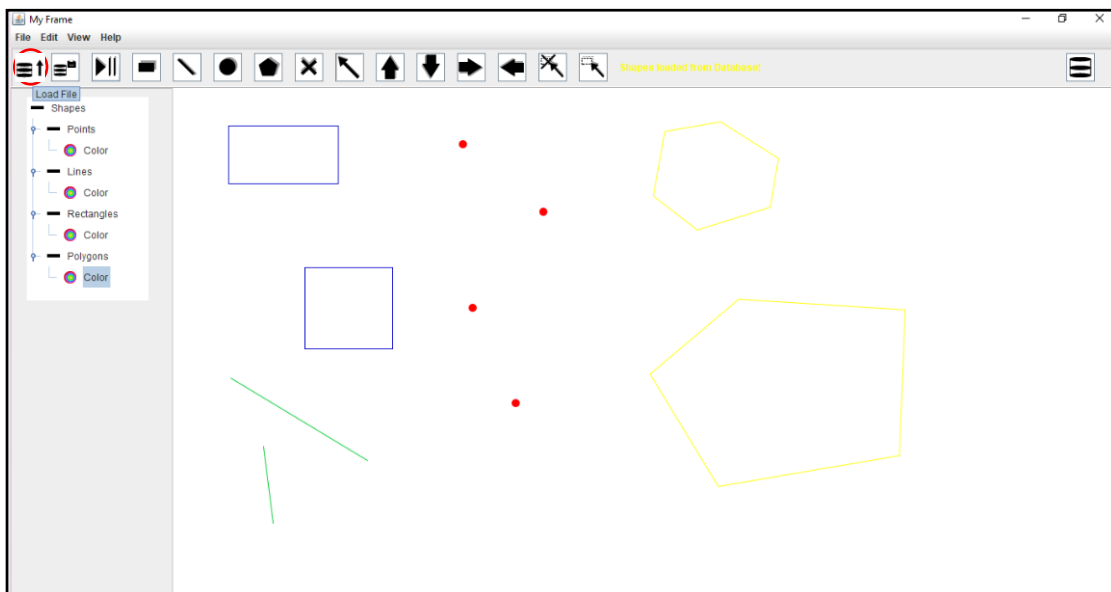 My Frame
File Edit View Help
Shapes loaded from Database!
Load File
Shapes
Points
Color
Lines
Color
Rectangles
Color
Polygons
Color